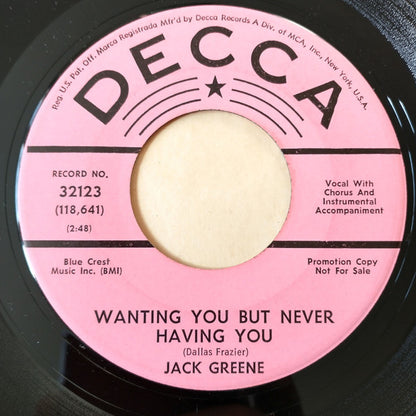 Reg. U.S. Pat. Off. Marca Registrada Mfr'd by Decca Records A Div. of MCA, Inc., New York, U.S.A.
DECCA
RECORD NO.
32123
(118,641)
(2:48)
Vocal With
Chorus And
Instrumental
Accompaniment
Blue Crest
Music Inc. (BMI)
Promotion Copy
Not For Sale
WANTING YOU BUT NEVER
HAVING YOU
(Dallas Frazier)
JACK GREENE